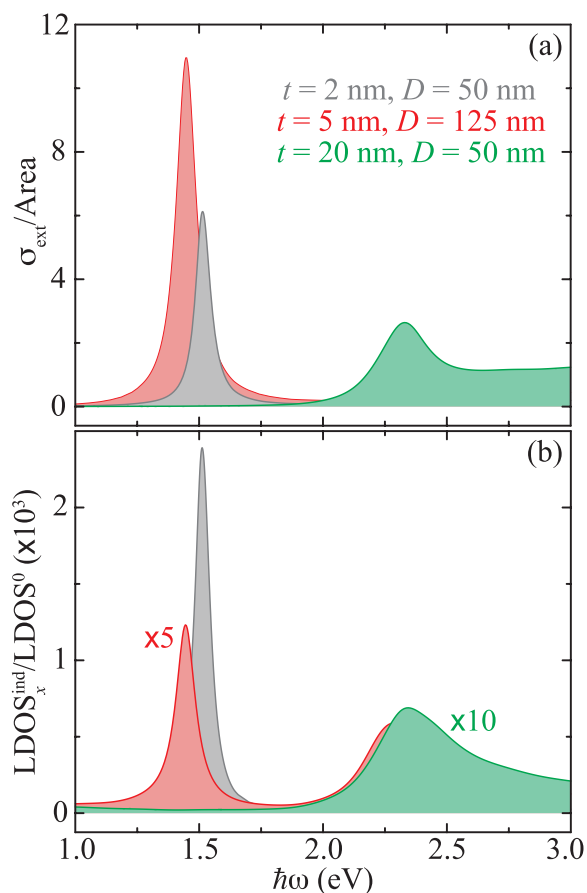 12
(a)
t = 2 nm, D = 50 nm
t = 5 nm, D = 125 nm
t = 20 nm, D = 50 nm
8
4
0
σext/Area
(b)
2
1
0
x5
x10
LDOSxind/LDOS0 (x103)
1.0 1.5 2.0 2.5 3.0
ħω (eV)